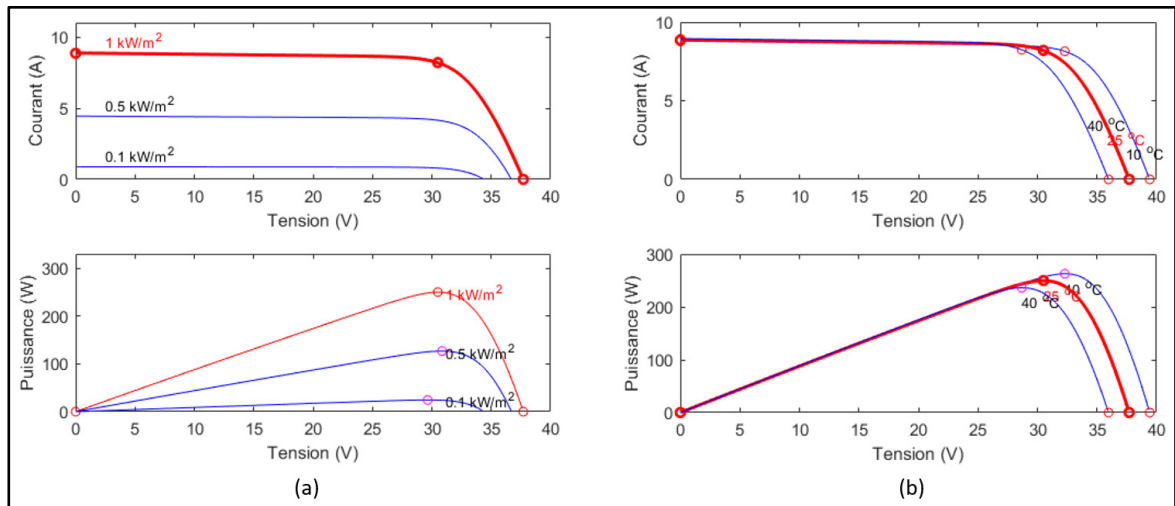 10
5
0
Courant (A)
1 kW/m²
0.5 kW/m²
0.1 kW/m²
0 5 10 15 20 25 30 35 40
Tension (V)
300
200
100
0
Puissance (W)
1 kW/m²
0.5 kW/m²
0.1 kW/m²
0 5 10 15 20 25 30 35 40
Tension (V)
(a)
10
5
0
Courant (A)
40 °C
25 °C
10 °C
0 5 10 15 20 25 30 35 40
Tension (V)
300
200
100
0
Puissance (W)
40 °C
25 °C
10 °C
0 5 10 15 20 25 30 35 40
Tension (V)
(b)